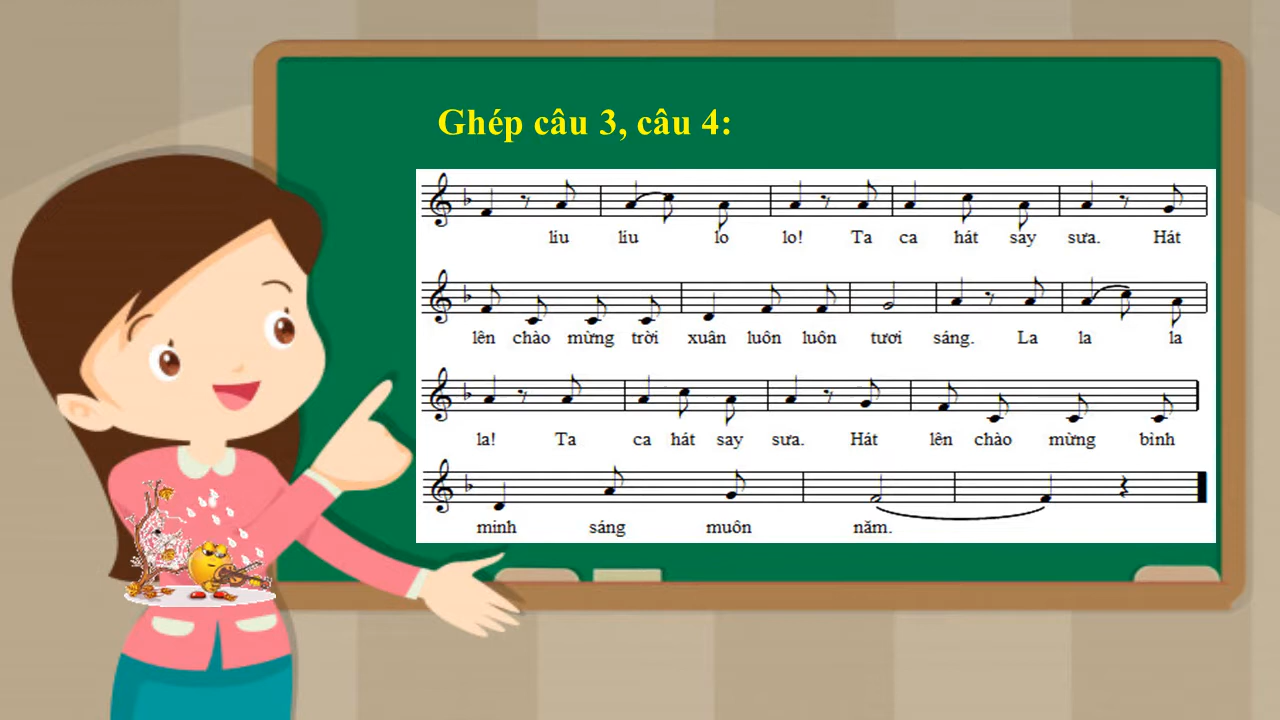 Ghép câu 3, câu 4:
líu líu lo lo! Ta ca hát say sưa. Hát
lên chào mừng trời xuân luôn luôn tươi sáng. La la la
la! Ta ca hát say sưa. Hát lên chào mừng bình
minh sáng muôn năm.